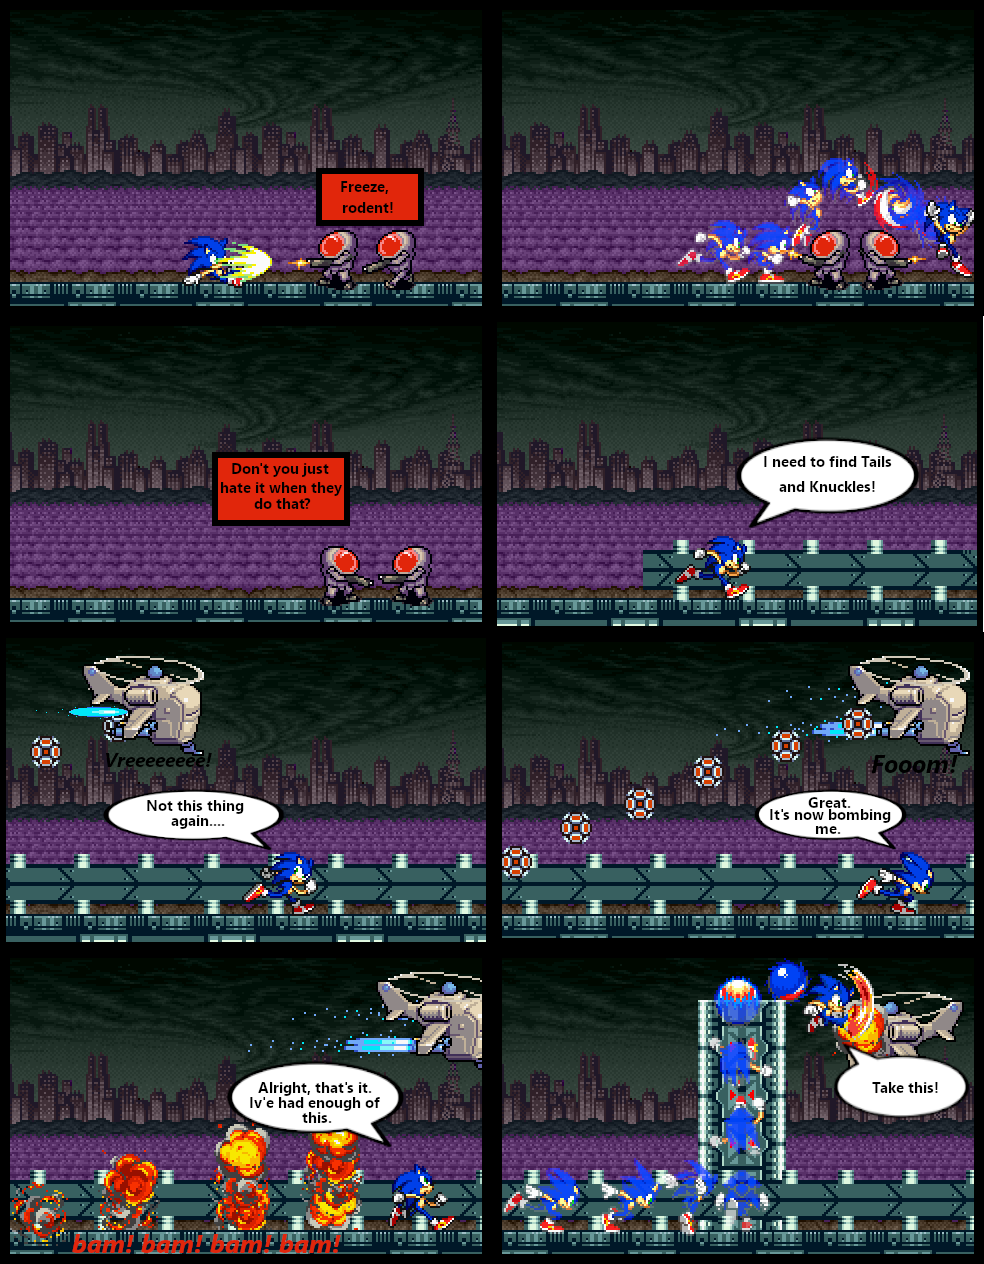 Freeze,
rodent!
Don't you just
hate it when they
do that?
I need to find Tails
and Knuckles!
Vreeeeeeee!
Not this thing
again....
Fooom!
Great.
It's now bombing
me.
Alright, that's it.
Iv'e had enough of
this.
bam! bam! bam! bam!
Take this!